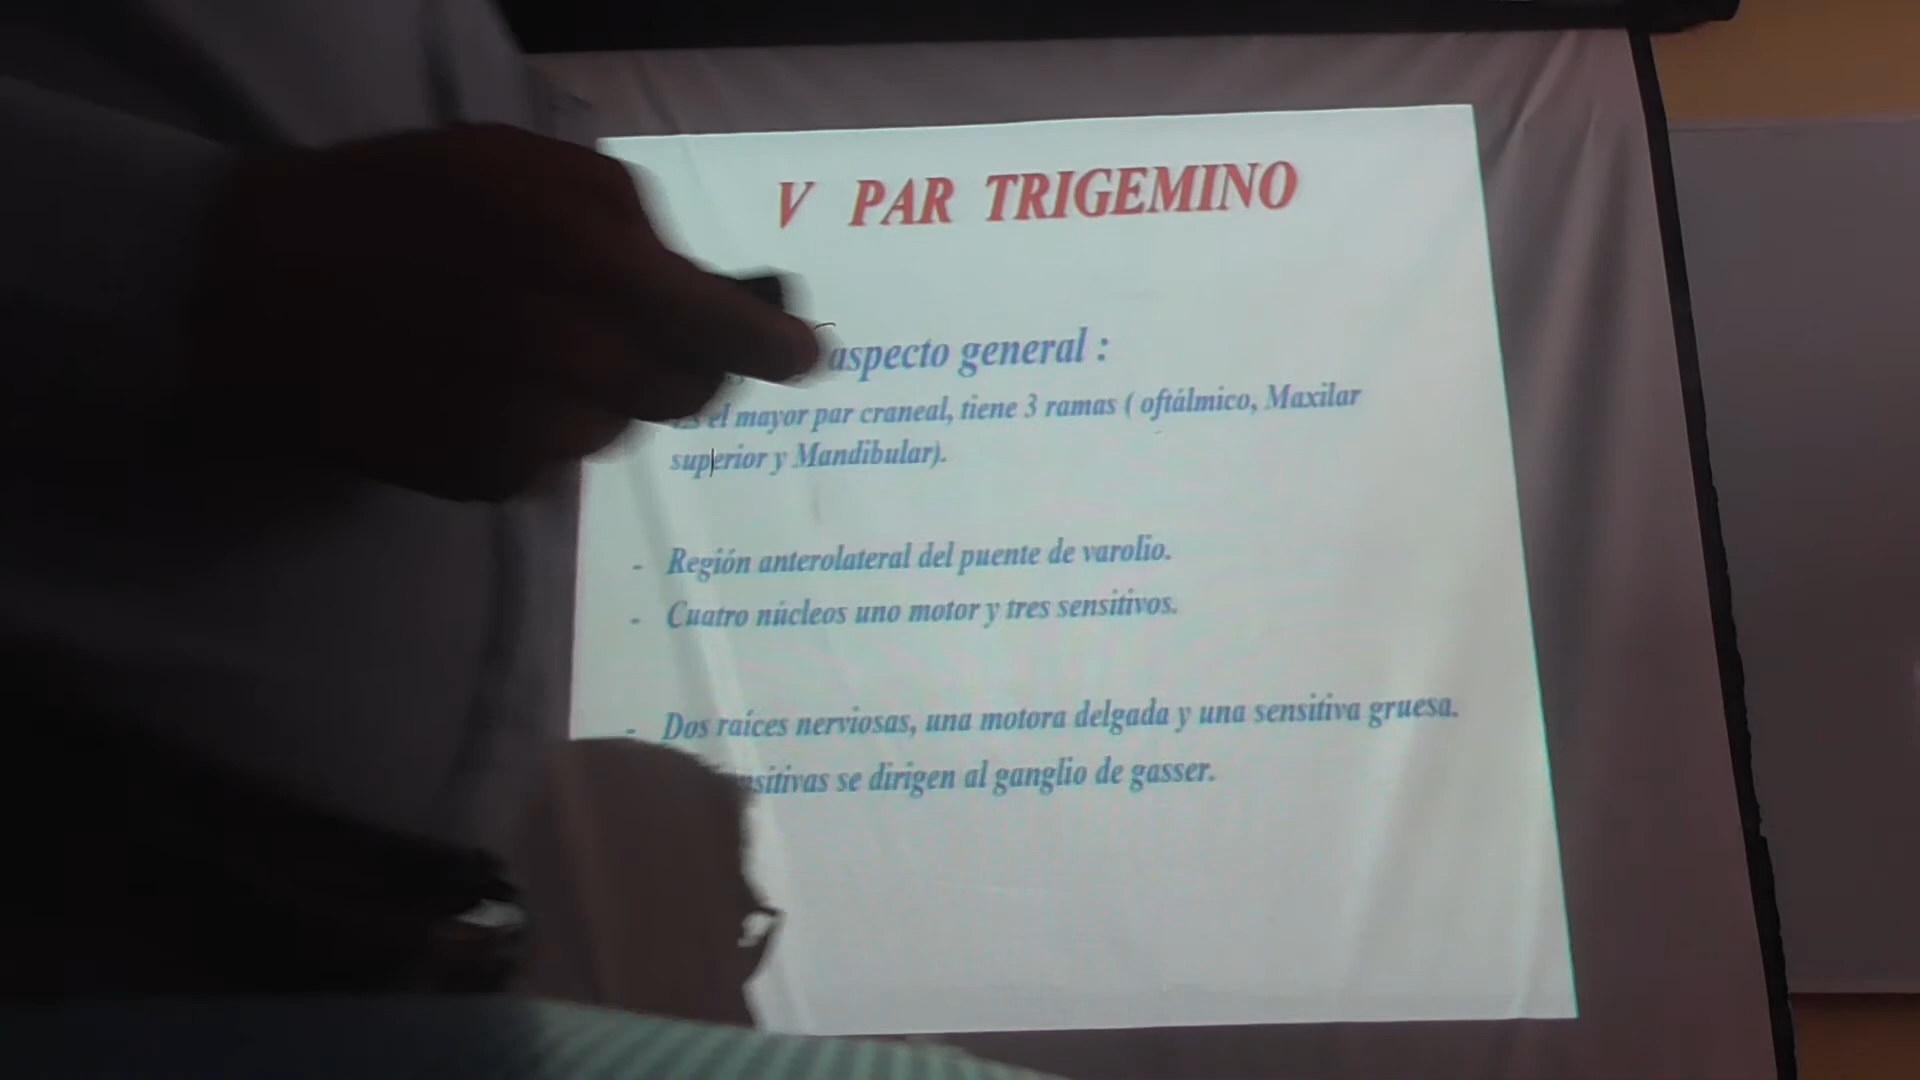 V PAR TRIGEMINO
aspecto general :
el mayor par craneal, tiene 3 ramas ( oftálmico, Maxilar
superior y Mandibular).
- Región anterolateral del puente de varolio.
- Cuatro núcleos uno motor y tres sensitivos.
- Dos raíces nerviosas, una motora delgada y una sensitiva gruesa.
se dirigen al ganglio de gasser.